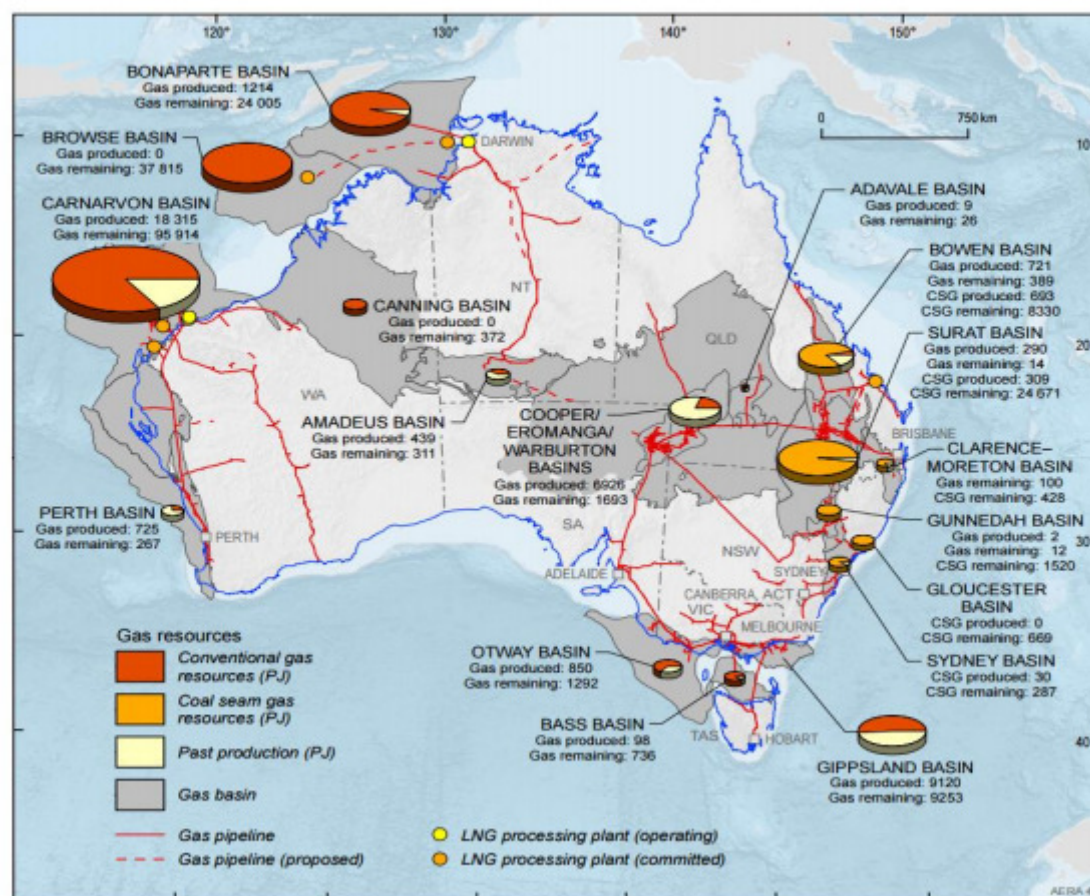 120°
130°
140°
150°
BONAPARTE BASIN
Gas produced: 1214
Gas remaining: 24 005
BROWSE BASIN
Gas produced: 0
Gas remaining: 37 815
CARNARVON BASIN
Gas produced: 18 315
Gas remaining: 95 914
DARWIN
0
750 km
10
ADAVALE BASIN
Gas produced: 9
Gas remaining: 26
BOWEN BASIN
Gas produced: 721
Gas remaining: 389
CSG produced: 693
CSG remaining: 8330
NT
CANNING BASIN
Gas produced: 0
Gas remaining: 372
QLD
SURAT BASIN
Gas produced: 290
Gas remaining: 14
CSG produced: 309
CSG remaining: 24 671
20
WA
AMADEUS BASIN
Gas produced: 439
Gas remaining: 311
COOPER/
EROMANGA/
WARBURTON
BASINS
Gas produced: 6926
Gas remaining: 1693
BRISBANE
CLARENCE–
MORETON BASIN
Gas remaining: 100
CSG remaining: 428
PERTH BASIN
Gas produced: 725
Gas remaining: 267
PERTH
SA
GUNNEDAH BASIN
Gas produced: 2
Gas remaining: 12
CSG remaining: 1520
30
NSW
ADELAIDE
SYDNEY
CANBERRA
ACT
VIC
MELBOURNE
GLOUCESTER
BASIN
CSG produced: 0
CSG remaining: 669
SYDNEY BASIN
CSG produced: 30
CSG remaining: 287
OTWAY BASIN
Gas produced: 850
Gas remaining: 1292
BASS BASIN
Gas produced: 98
Gas remaining: 736
TAS
HOBART
40
GIPPSLAND BASIN
Gas produced: 9120
Gas remaining: 9253
Gas resources
Conventional gas
resources (PJ)
Coal seam gas
resources (PJ)
Past production (PJ)
Gas basin
Gas pipeline
Gas pipeline (proposed)
LNG processing plant (operating)
LNG processing plant (committed)
120°
130°
140°
150°